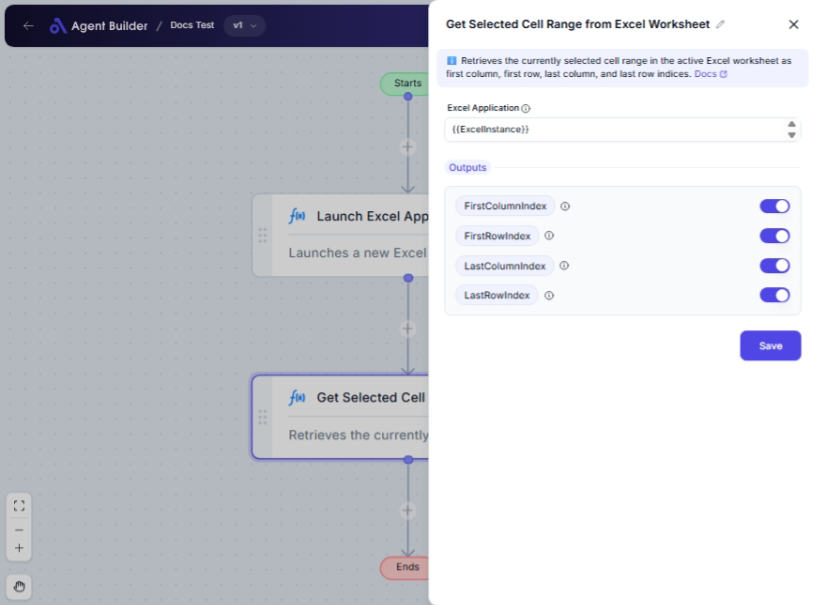 Agent Builder / Docs Test v1
Starts
Launch Excel App
Launches a new Excel
Get Selected Cell
Retrieves the currently
Ends
Get Selected Cell Range from Excel Worksheet
Retrieves the currently selected cell range in the active Excel worksheet as
first column, first row, last column, and last row indices. Docs
Excel Application
{{ExcelInstance}}
Outputs
FirstColumnIndex
FirstRowIndex
LastColumnIndex
LastRowIndex
Save